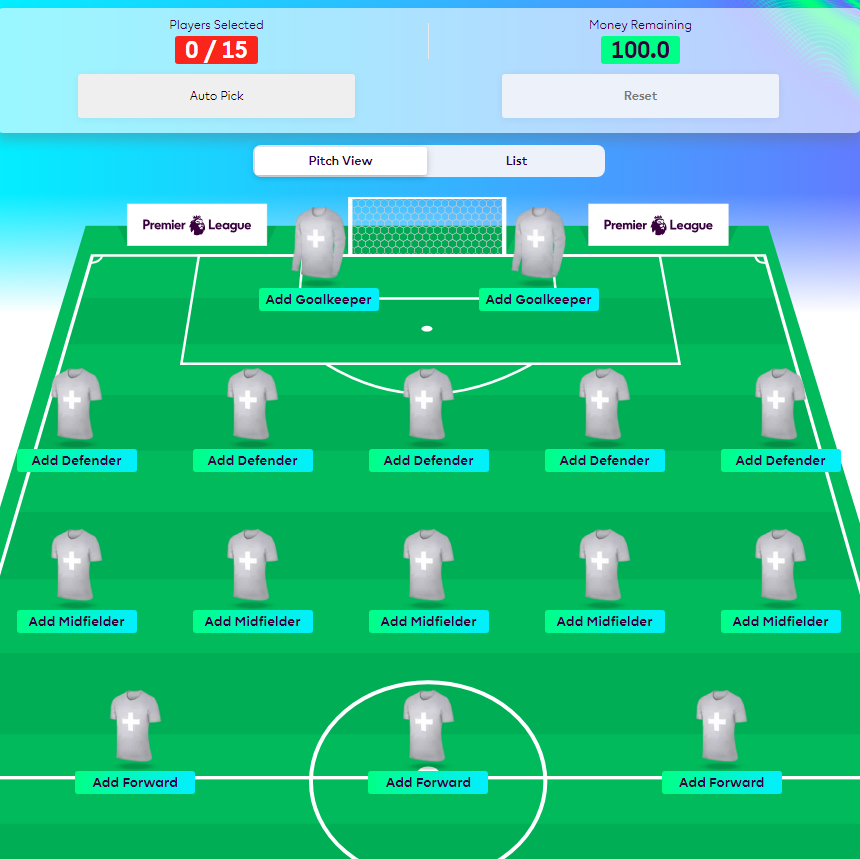 Players Selected
0 / 15
Money Remaining
100.0
Auto Pick
Reset
Pitch View
List
Premier League
Premier League
Add Goalkeeper
Add Goalkeeper
Add Defender
Add Defender
Add Defender
Add Defender
Add Defender
Add Midfielder
Add Midfielder
Add Midfielder
Add Midfielder
Add Midfielder
Add Forward
Add Forward
Add Forward